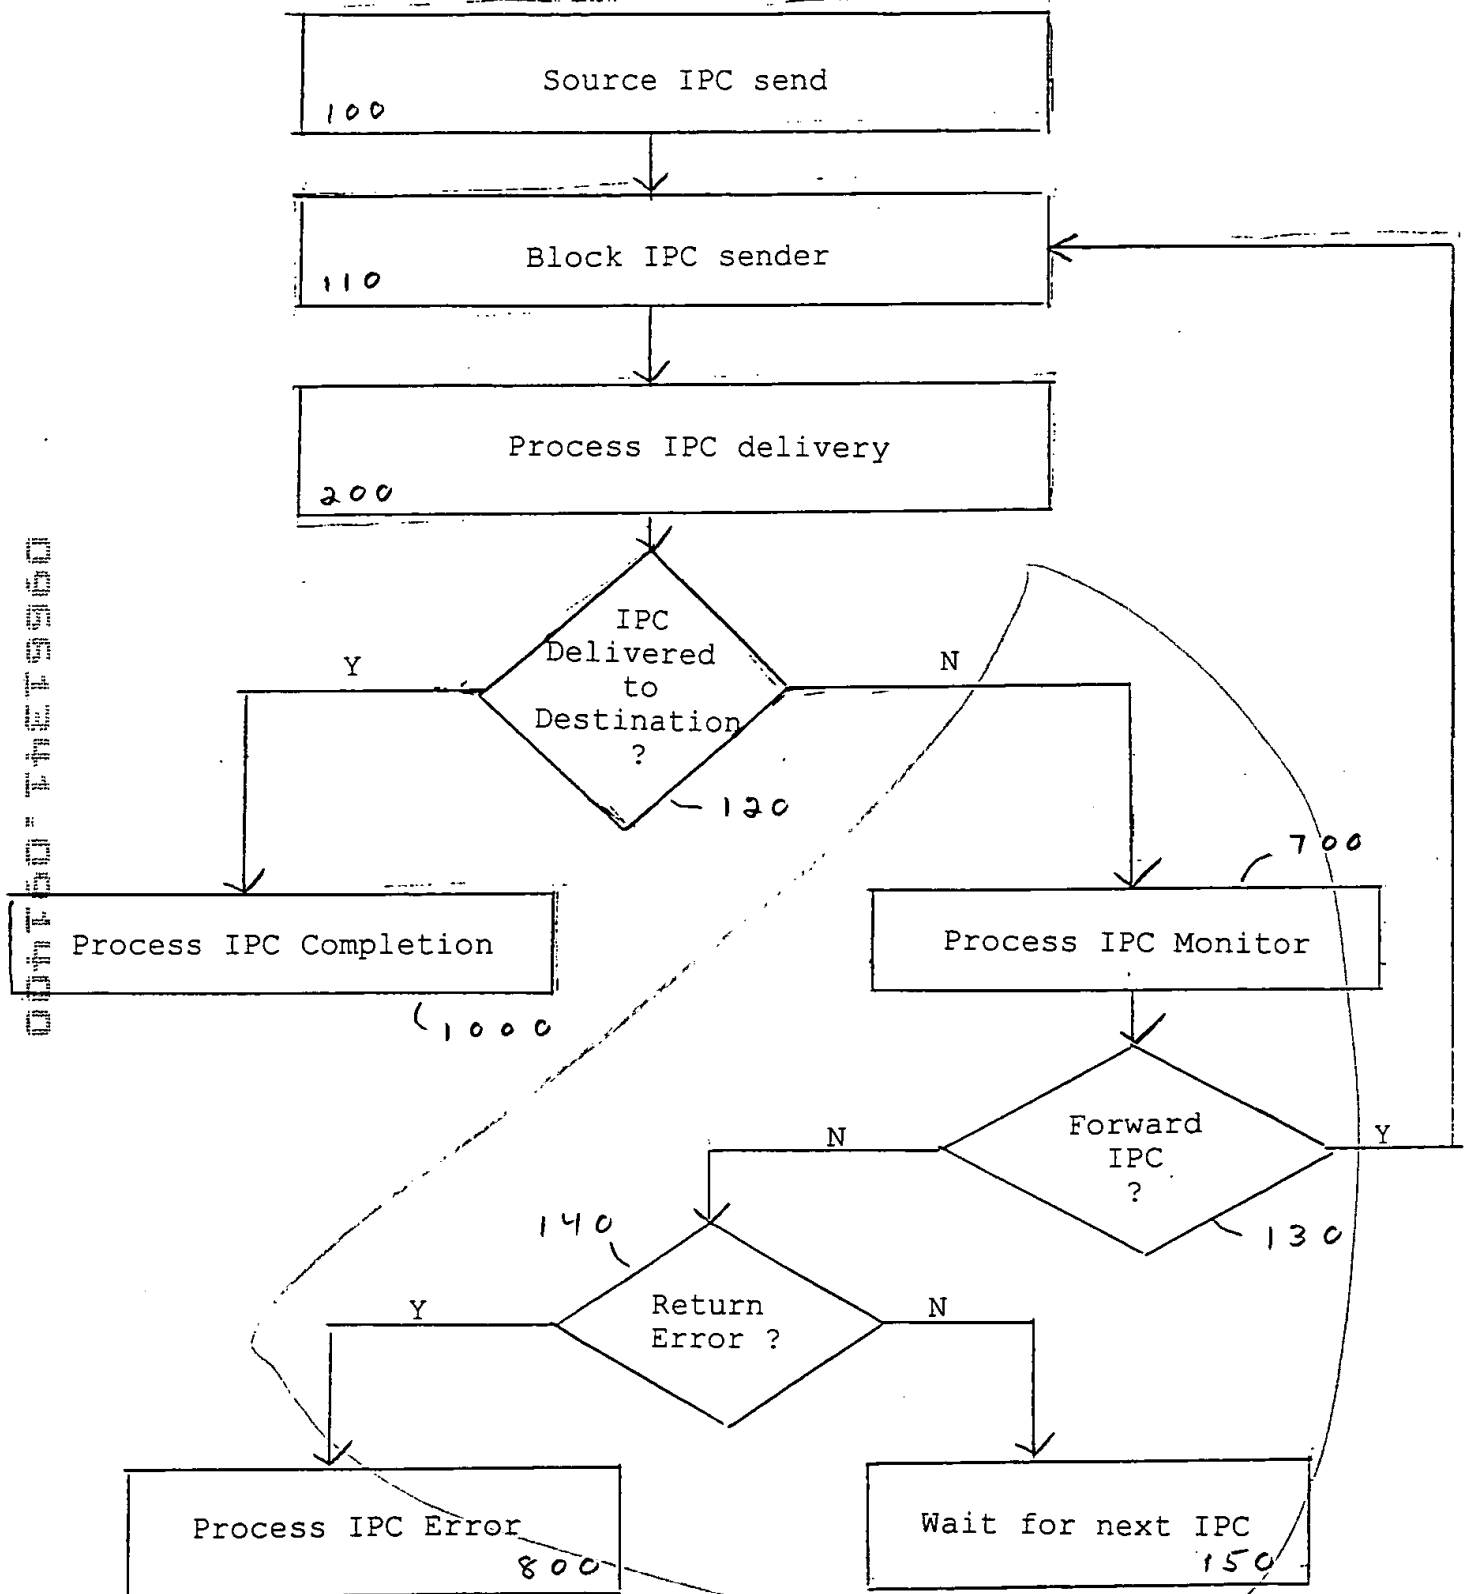 Source IPC send
100
Block IPC sender
110
Process IPC delivery
200
IPC
Delivered
to
Destination
?
Y
N
120
700
Process IPC Completion
1000
Process IPC Monitor
Forward
IPC
?
N
Y
130
140
Return
Error ?
Y
N
Process IPC Error
800
Wait for next IPC
150
09661341.091400